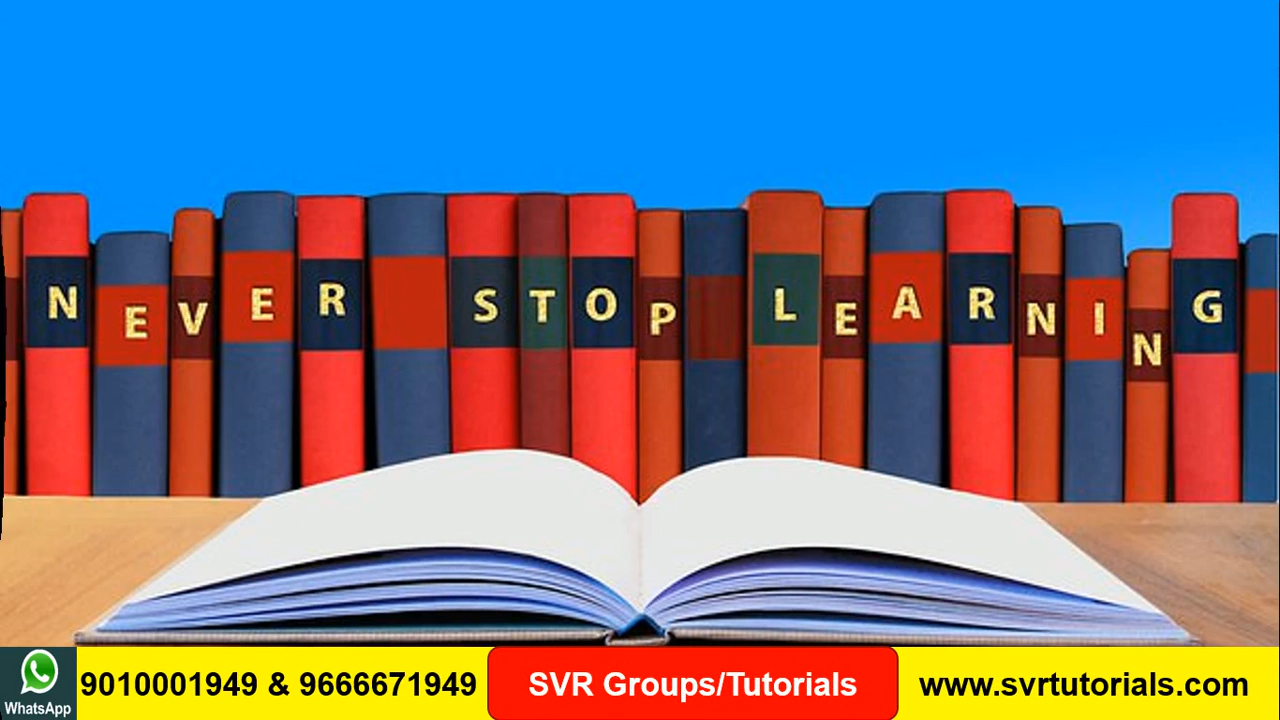 NEVER STOP LEARNING
WhatsApp
9010001949 & 9666671949
SVR Groups/Tutorials
www.svrtutorials.com